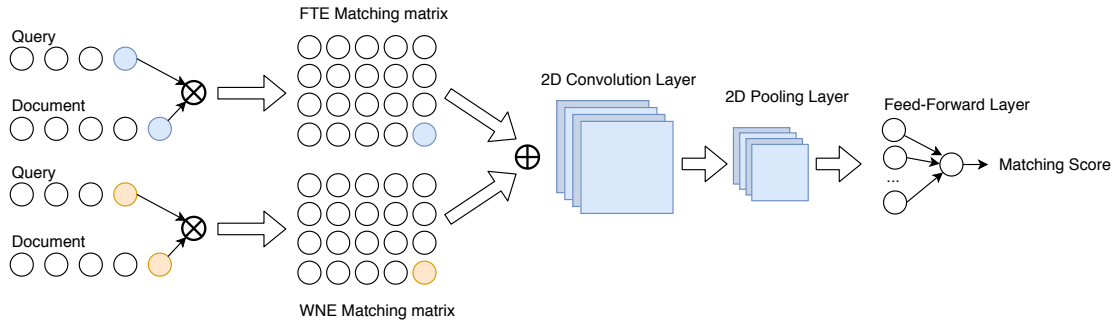 FTE Matching matrix
Query
Document
2D Convolution Layer
2D Pooling Layer
Feed-Forward Layer
...
Matching Score
Query
Document
WNE Matching matrix